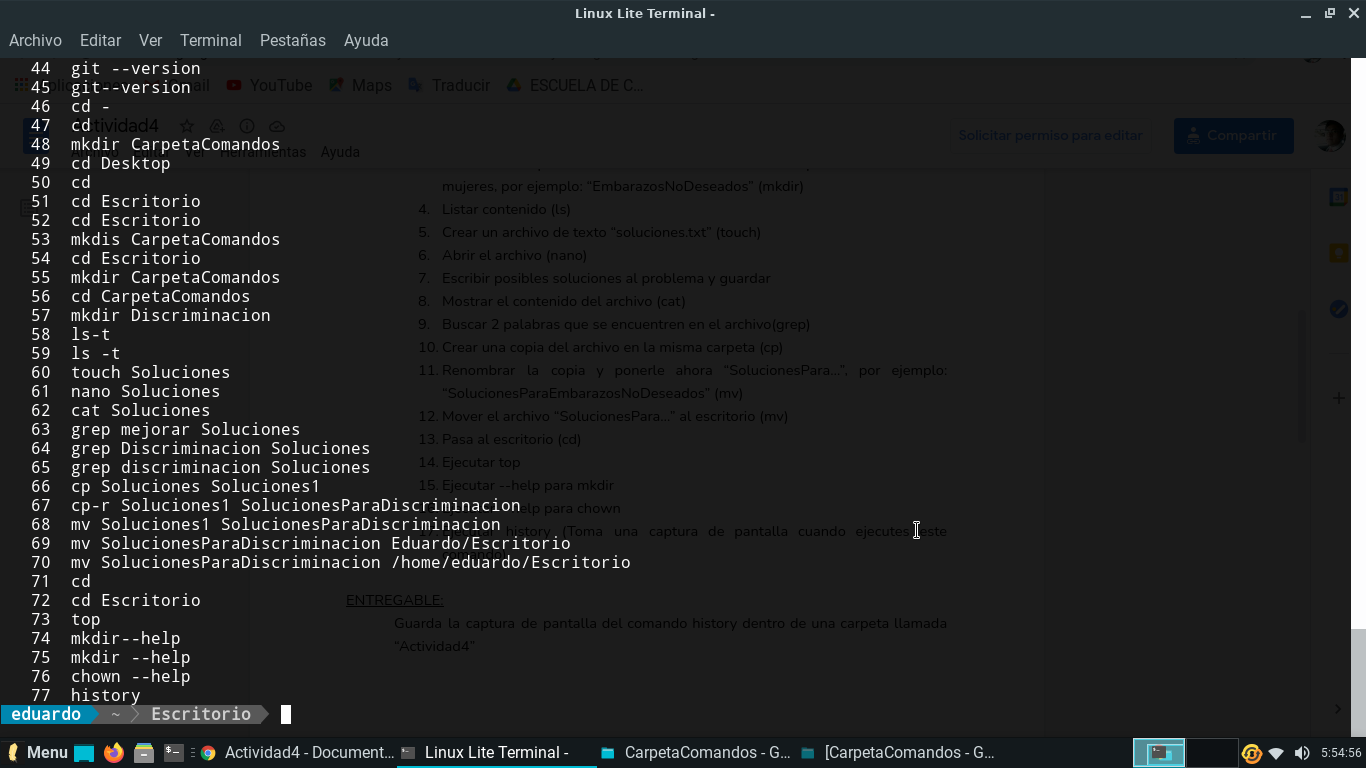 Linux Lite Terminal -
Archivo Editar Ver Terminal Pestañas Ayuda
44 git --version
45 git--version
46 cd -
47 cd
48 mkdir CarpetaComandos
49 cd Desktop
50 cd
51 cd Escritorio
52 cd Escritorio
53 mkdis CarpetaComandos
54 cd Escritorio
55 mkdir CarpetaComandos
56 cd CarpetaComandos
57 mkdir Discriminacion
58 ls-t
59 ls -t
60 touch Soluciones
61 nano Soluciones
62 cat Soluciones
63 grep mejorar Soluciones
64 grep Discriminacion Soluciones
65 grep discriminacion Soluciones
66 cp Soluciones Soluciones1
67 cp-r Soluciones1 SolucionesParaDiscriminacion
68 mv Soluciones1 SolucionesParaDiscriminacion
69 mv SolucionesParaDiscriminacion Eduardo/Escritorio
70 mv SolucionesParaDiscriminacion /home/eduardo/Escritorio
71 cd
72 cd Escritorio
73 top
74 mkdir--help
75 mkdir --help
76 chown --help
77 history
eduardo ~ Escritorio
YouTube Maps Traducir ESCUELA DE C...
Actividad4
Ver Herramientas Ayuda
Solicitar permiso para editar Compartir
mujeres, por ejemplo: "EmbarazosNoDeseados" (mkdir)
4. Listar contenido (ls)
5. Crear un archivo de texto "soluciones.txt" (touch)
6. Abrir el archivo (nano)
7. Escribir posibles soluciones al problema y guardar
8. Mostrar el contenido del archivo (cat)
9. Buscar 2 palabras que se encuentren en el archivo(grep)
10. Crear una copia del archivo en la misma carpeta (cp)
11. Renombrar la copia y ponerle ahora "SolucionesPara...", por ejemplo:
"SolucionesParaEmbarazosNoDeseados" (mv)
12. Mover el archivo "SolucionesPara..." al escritorio (mv)
13. Pasa al escritorio (cd)
14. Ejecutar top
15. Ejecutar --help para mkdir
help para chown
history (Toma una captura de pantalla cuando ejecutes este
ENTREGABLE:
Guarda la captura de pantalla del comando history dentro de una carpeta llamada
"Actividad4"
Menu Actividad4 - Document... Linux Lite Terminal - CarpetaComandos - G... [CarpetaComandos - G... 5:54:56